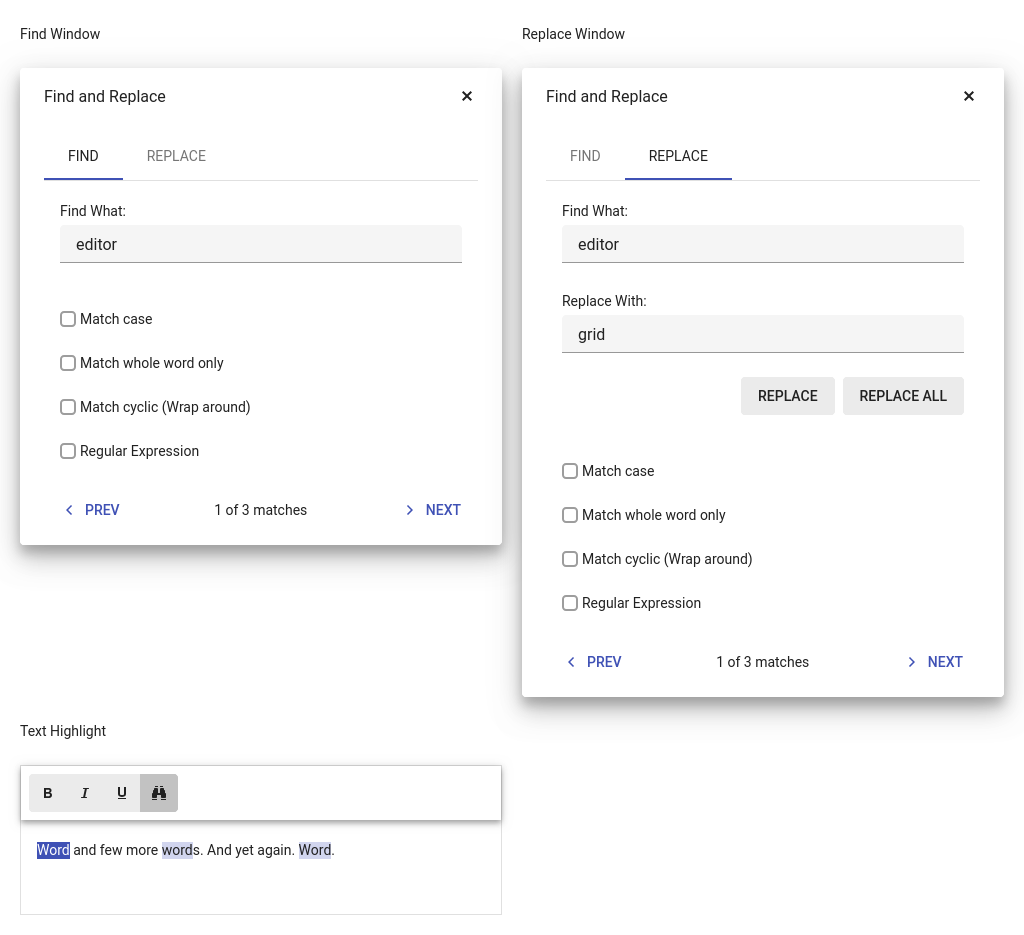 Find Window
Find and Replace
✕
FIND
REPLACE
Find What:
editor
Match case
Match whole word only
Match cyclic (Wrap around)
Regular Expression
PREV
1 of 3 matches
NEXT
Replace Window
Find and Replace
✕
FIND
REPLACE
Find What:
editor
Replace With:
grid
REPLACE
REPLACE ALL
Match case
Match whole word only
Match cyclic (Wrap around)
Regular Expression
PREV
1 of 3 matches
NEXT
Text Highlight
B I U
Word and few more words. And yet again. Word.